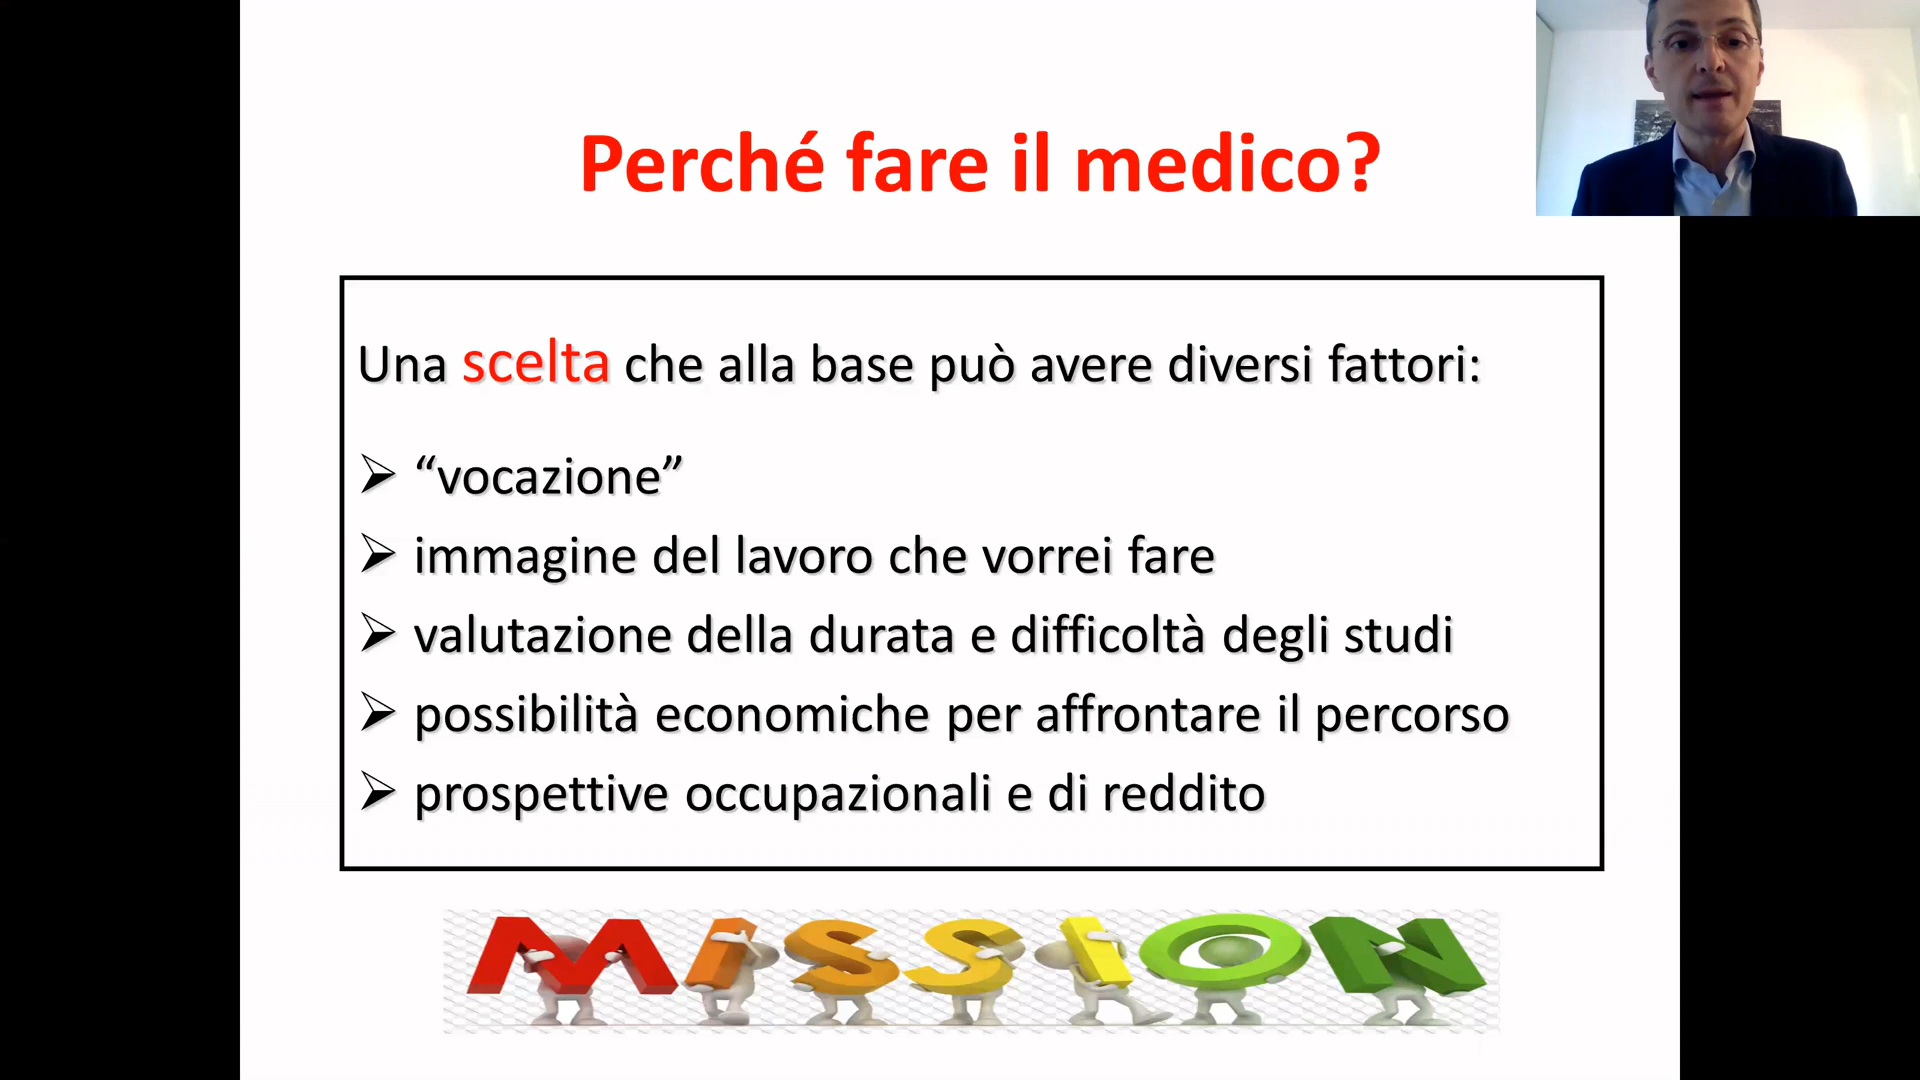 Perché fare il medico?
Una scelta che alla base può avere diversi fattori:
➢ “vocazione”
➢ immagine del lavoro che vorrei fare
➢ valutazione della durata e difficoltà degli studi
➢ possibilità economiche per affrontare il percorso
➢ prospettive occupazionali e di reddito
MISSION